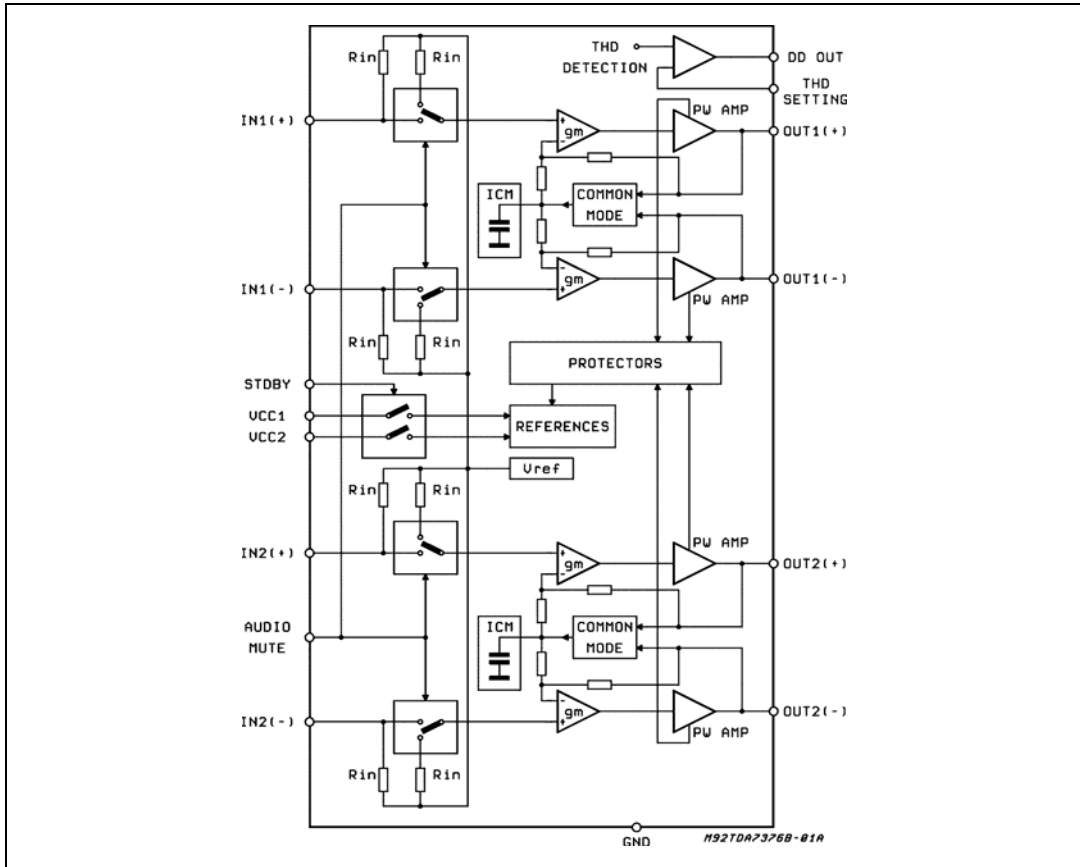 Rin Rin
THD
DETECTION
DD OUT
THD
SETTING
IN1(+)
+
gm
-
PW AMP
OUT1(+)
ICM
COMMON
MODE
IN1(-)
-
gm
+
PW AMP
OUT1(-)
Rin Rin
PROTECTORS
STDBY
VCC1
VCC2
REFERENCES
Vref
Rin Rin
IN2(+)
+
gm
-
PW AMP
OUT2(+)
AUDIO
MUTE
ICM
COMMON
MODE
IN2(-)
-
gm
+
PW AMP
OUT2(-)
Rin Rin
GND
M92TDA7376B-01A